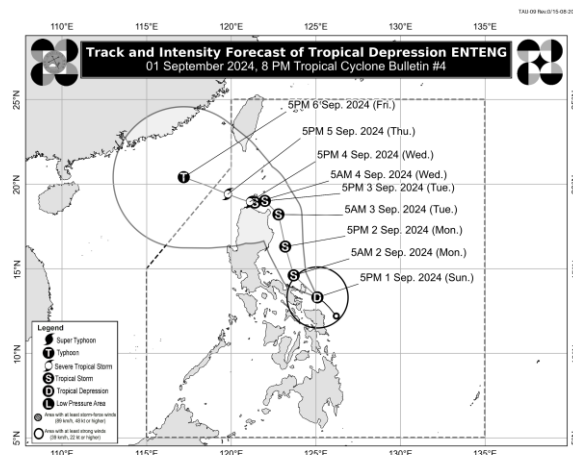 TAU-09 Rev.0/15-08-20
110°E 115°E 120°E 125°E 130°E 135°E
Track and Intensity Forecast of Tropical Depression ENTENG
01 September 2024, 8 PM Tropical Cyclone Bulletin #4
25°N 25°N
5PM 6 Sep. 2024 (Fri.)
5PM 5 Sep. 2024 (Thu.)
5PM 4 Sep. 2024 (Wed.)
5AM 4 Sep. 2024 (Wed.)
20°N 20°N
5PM 3 Sep. 2024 (Tue.)
5AM 3 Sep. 2024 (Tue.)
5PM 2 Sep. 2024 (Mon.)
5AM 2 Sep. 2024 (Mon.)
15°N 15°N
5PM 1 Sep. 2024 (Sun.)
T
S
S
S
S
S
D
Legend
Super Typhoon
T Typhoon
Severe Tropical Storm
S Tropical Storm
D Tropical Depression
L Low Pressure Area
Area with at least storm-force winds
(89 km/h, 48 kt or higher)
Area with at least strong winds
(39 km/h, 22 kt or higher)
10°N 10°N
5°N 5°N
110°E 115°E 120°E 125°E 130°E 135°E